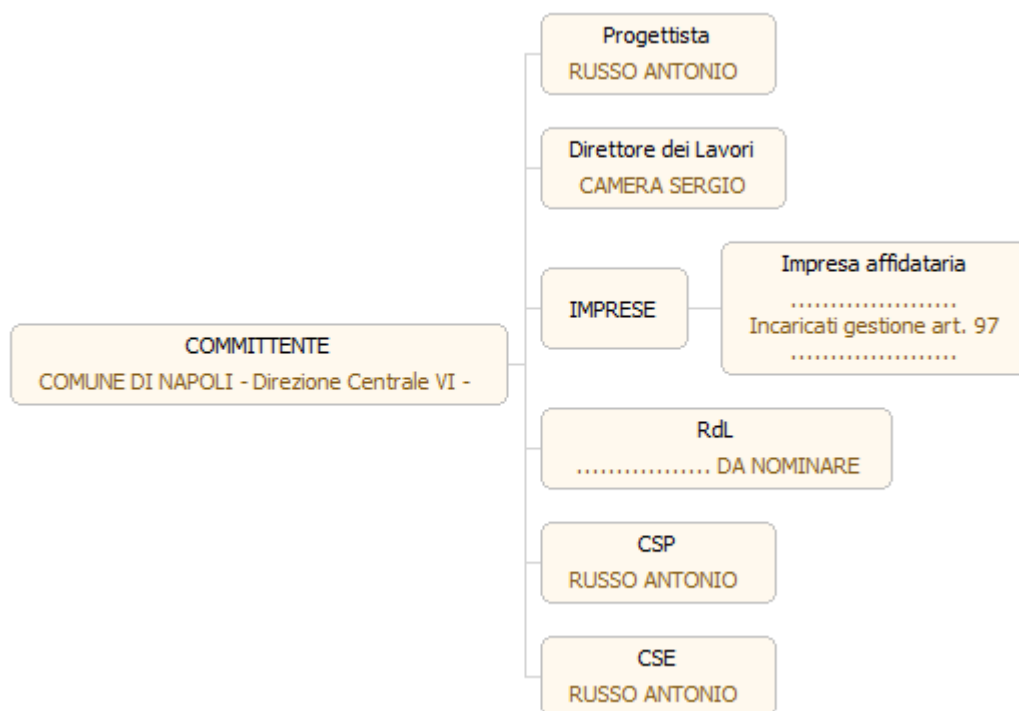 Progettista
RUSSO ANTONIO
Direttore dei Lavori
CAMERA SERGIO
IMPRESE
Impresa affidataria
.....................
Incaricati gestione art. 97
.....................
COMMITTENTE
COMUNE DI NAPOLI - Direzione Centrale VI -
RdL
................. DA NOMINARE
CSP
RUSSO ANTONIO
CSE
RUSSO ANTONIO